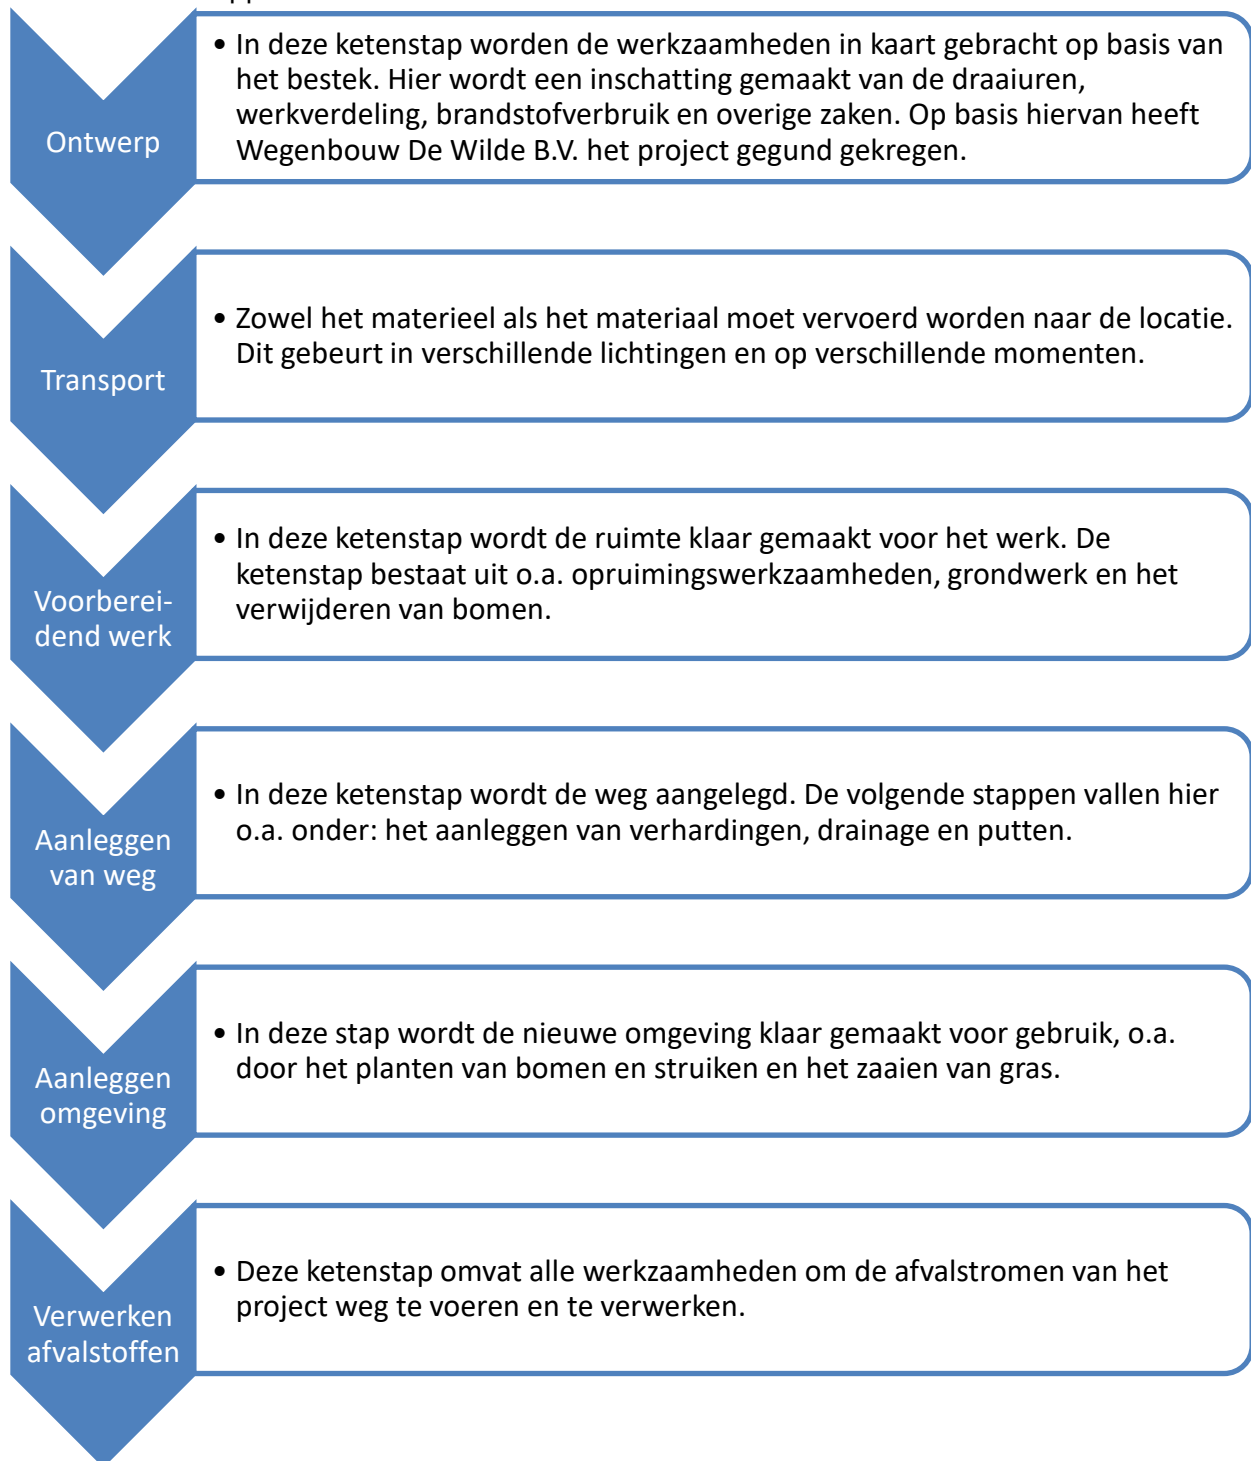 Ontwerp
• In deze ketenstap worden de werkzaamheden in kaart gebracht op basis van
het bestek. Hier wordt een inschatting gemaakt van de draaiuren,
werkverdeling, brandstofverbruik en overige zaken. Op basis hiervan heeft
Wegenbouw De Wilde B.V. het project gegund gekregen.
Transport
• Zowel het materieel als het materiaal moet vervoerd worden naar de locatie.
Dit gebeurt in verschillende lichtingen en op verschillende momenten.
Voorberei-
dend werk
• In deze ketenstap wordt de ruimte klaar gemaakt voor het werk. De
ketenstap bestaat uit o.a. opruimingswerkzaamheden, grondwerk en het
verwijderen van bomen.
Aanleggen
van weg
• In deze ketenstap wordt de weg aangelegd. De volgende stappen vallen hier
o.a. onder: het aanleggen van verhardingen, drainage en putten.
Aanleggen
omgeving
• In deze stap wordt de nieuwe omgeving klaar gemaakt voor gebruik, o.a.
door het planten van bomen en struiken en het zaaien van gras.
Verwerken
afvalstoffen
• Deze ketenstap omvat alle werkzaamheden om de afvalstromen van het
project weg te voeren en te verwerken.